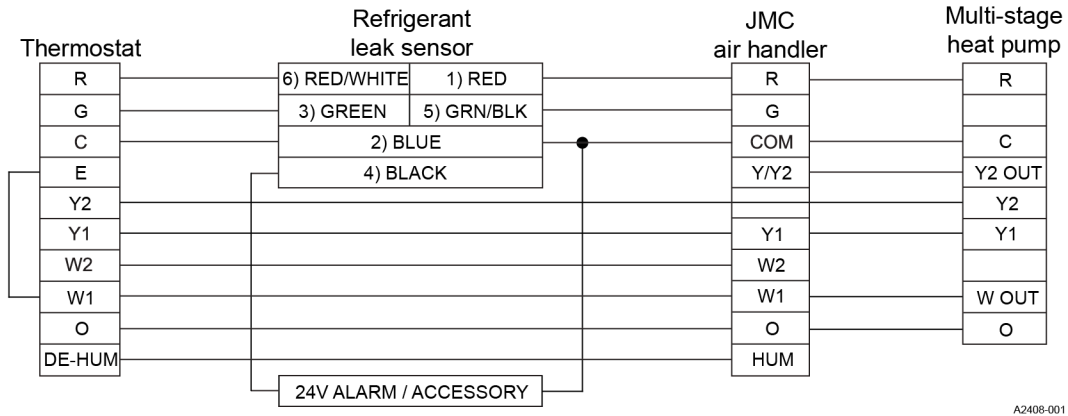 Refrigerant
leak sensor
JMC
air handler
Multi-stage
heat pump
Thermostat
R 6) RED/WHITE 1) RED R R
G 3) GREEN 5) GRN/BLK G
C 2) BLUE COM C
E 4) BLACK Y/Y2 Y2 OUT
Y2 Y2
Y1 Y1 Y1
W2 W2
W1 W1 W OUT
O O O
DE-HUM HUM
24V ALARM / ACCESSORY
A2408-001